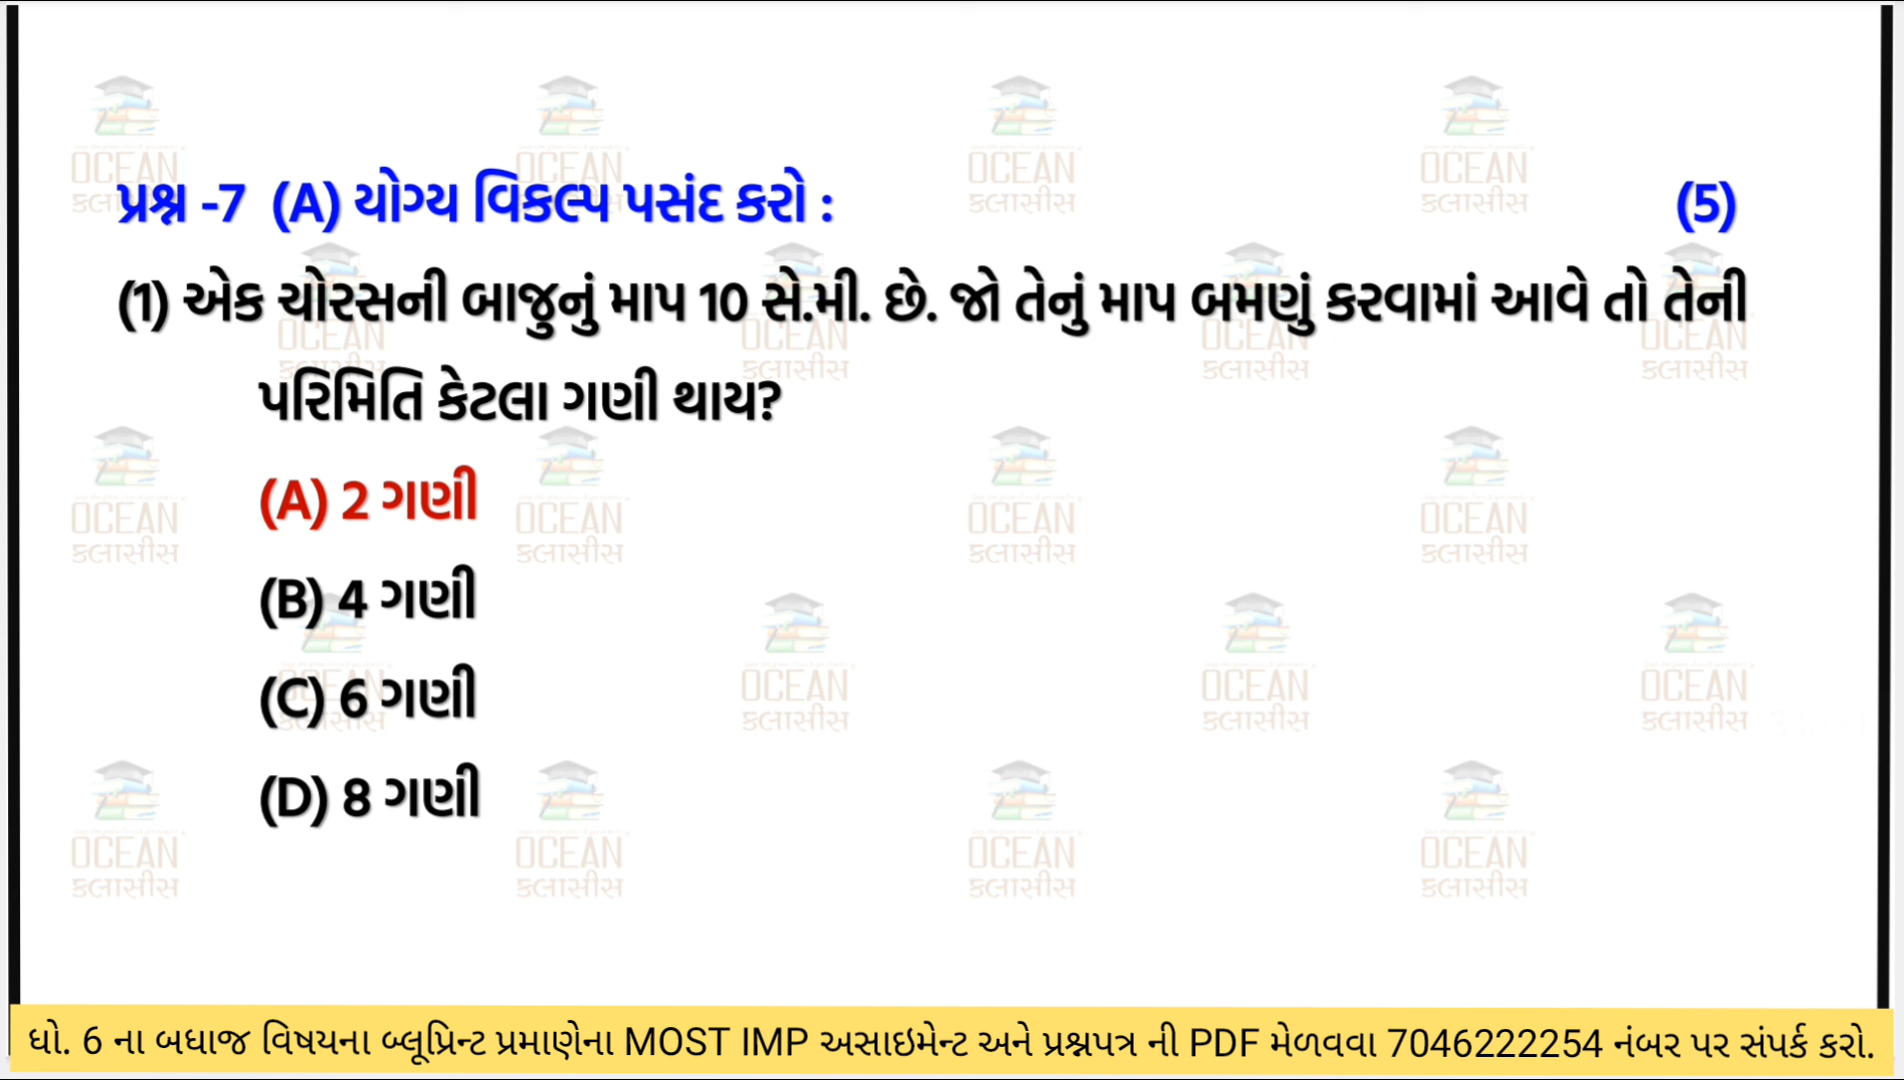 પ્રશ્ન -7 (A) યોગ્ય વિકલ્પ પસંદ કરો : (5)
(1) એક ચોરસની બાજુનું માપ 10 સે.મી. છે. જો તેનું માપ બમણું કરવામાં આવે તો તેની
પરિમિતિ કેટલા ગણી થાય?
(A) 2 ગણી
(B) 4 ગણી
(C) 6 ગણી
(D) 8 ગણી
OCEAN
કલાસીસ
ધો. 6 ના બધાજ વિષયના બ્લૂપ્રિન્ટ પ્રમાણેના MOST IMP અસાઇમેન્ટ અને પ્રશ્નપત્ર ની PDF મેળવવા 7046222254 નંબર પર સંપર્ક કરો.